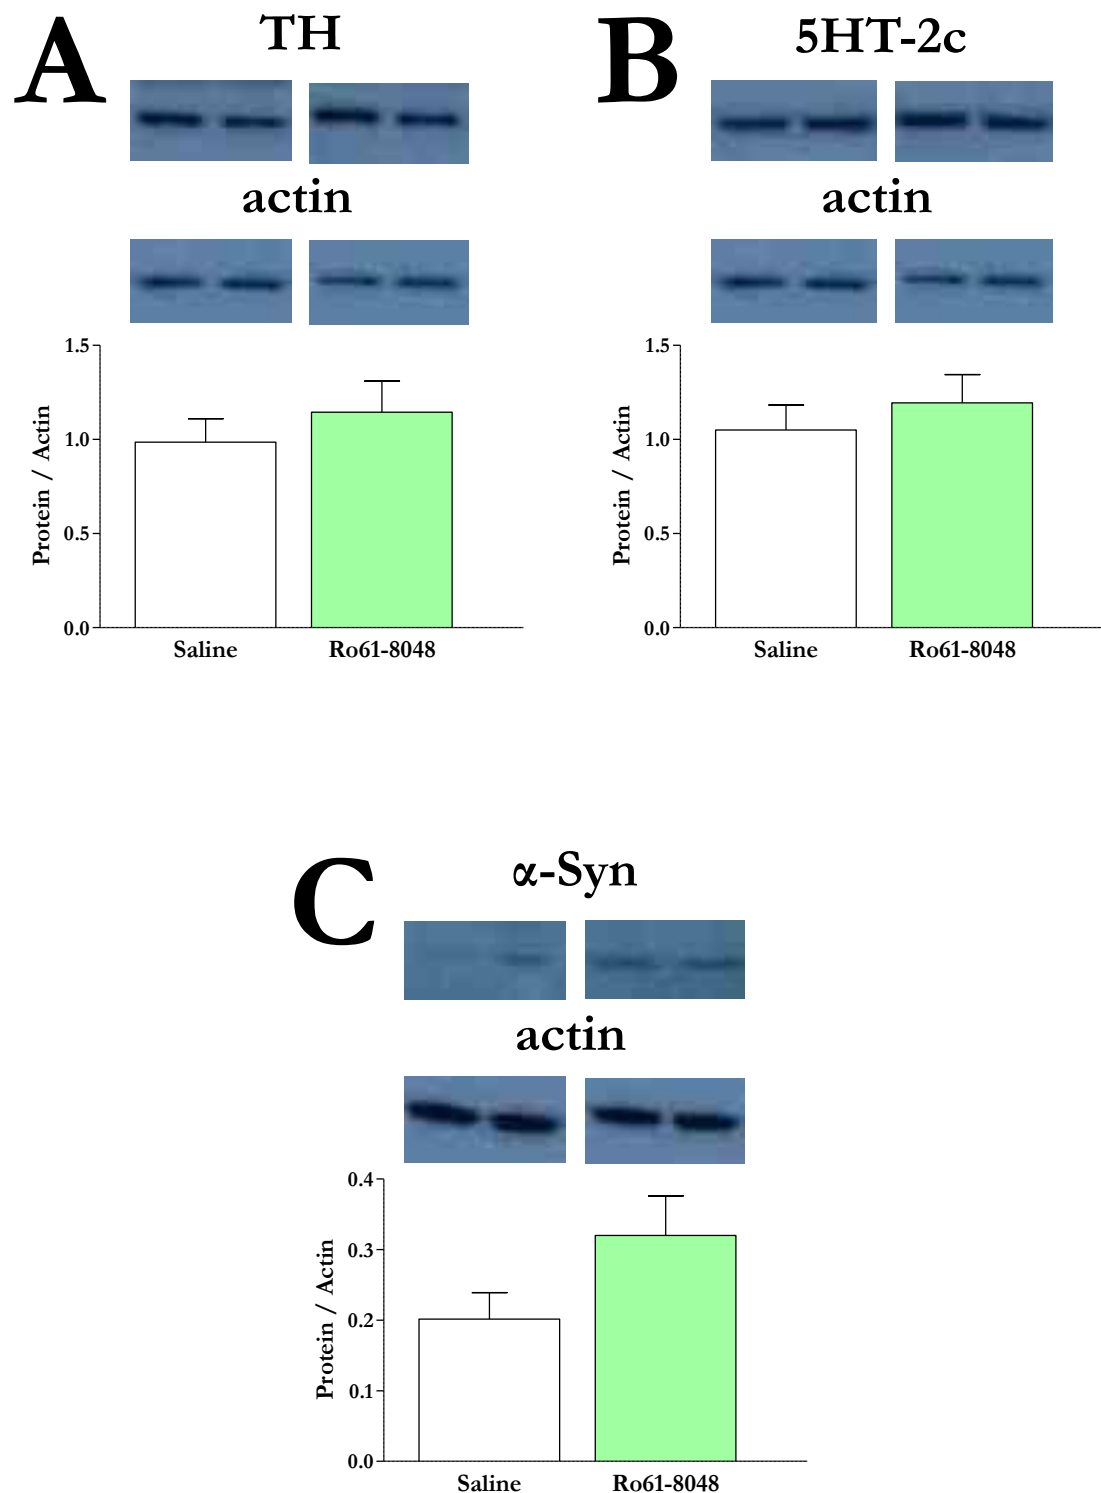 A
TH
actin
1.5
1.0
0.5
0.0
Protein / Actin
Saline Ro61-8048
B
5HT-2c
actin
1.5
1.0
0.5
0.0
Protein / Actin
Saline Ro61-8048
C
α-Syn
actin
0.4
0.3
0.2
0.1
0.0
Protein / Actin
Saline Ro61-8048